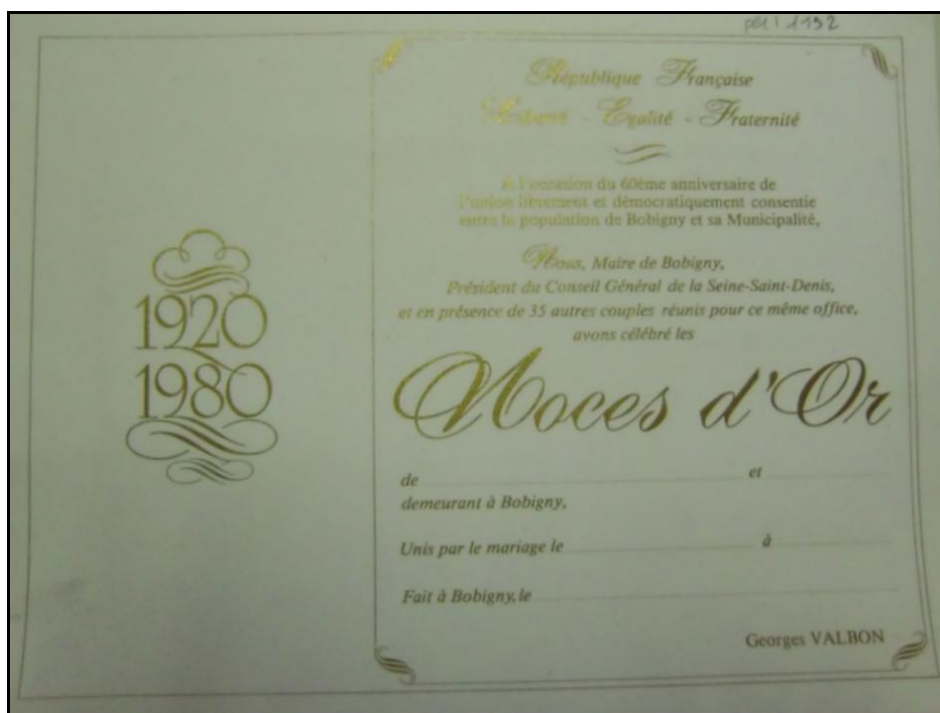 1192
1920
1980
République Française
Liberté - Egalité - Fraternité
A l'occasion du 60ème anniversaire de
l'union librement et démocratiquement consentie
entre la population de Bobigny et sa Municipalité,
Nous, Maire de Bobigny,
Président du Conseil Général de la Seine-Saint-Denis,
et en présence de 35 autres couples réunis pour ce même office,
avons célébré les
Noces d'Or
de et
demeurant à Bobigny,
Unis par le mariage le à
Fait à Bobigny, le
Georges VALBON